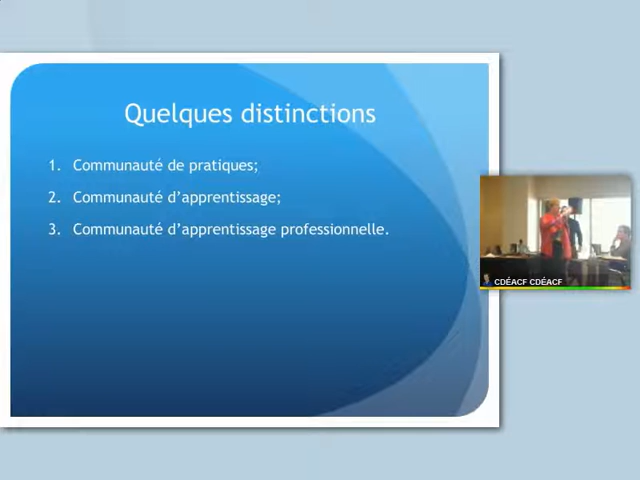 Quelques distinctions
1. Communauté de pratiques;
2. Communauté d'apprentissage;
3. Communauté d'apprentissage professionnelle.
CDÉACF CDÉACF